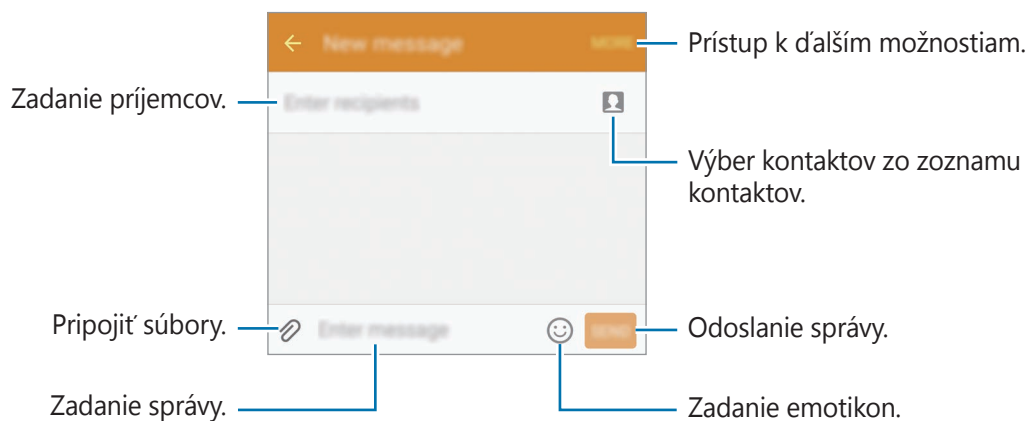 New message
MORE
Prístup k ďalším možnostiam.
Zadanie príjemcov.
Enter recipients
Výber kontaktov zo zoznamu
kontaktov.
Pripojiť súbory.
Enter message
SEND
Odoslanie správy.
Zadanie správy.
Zadanie emotikon.